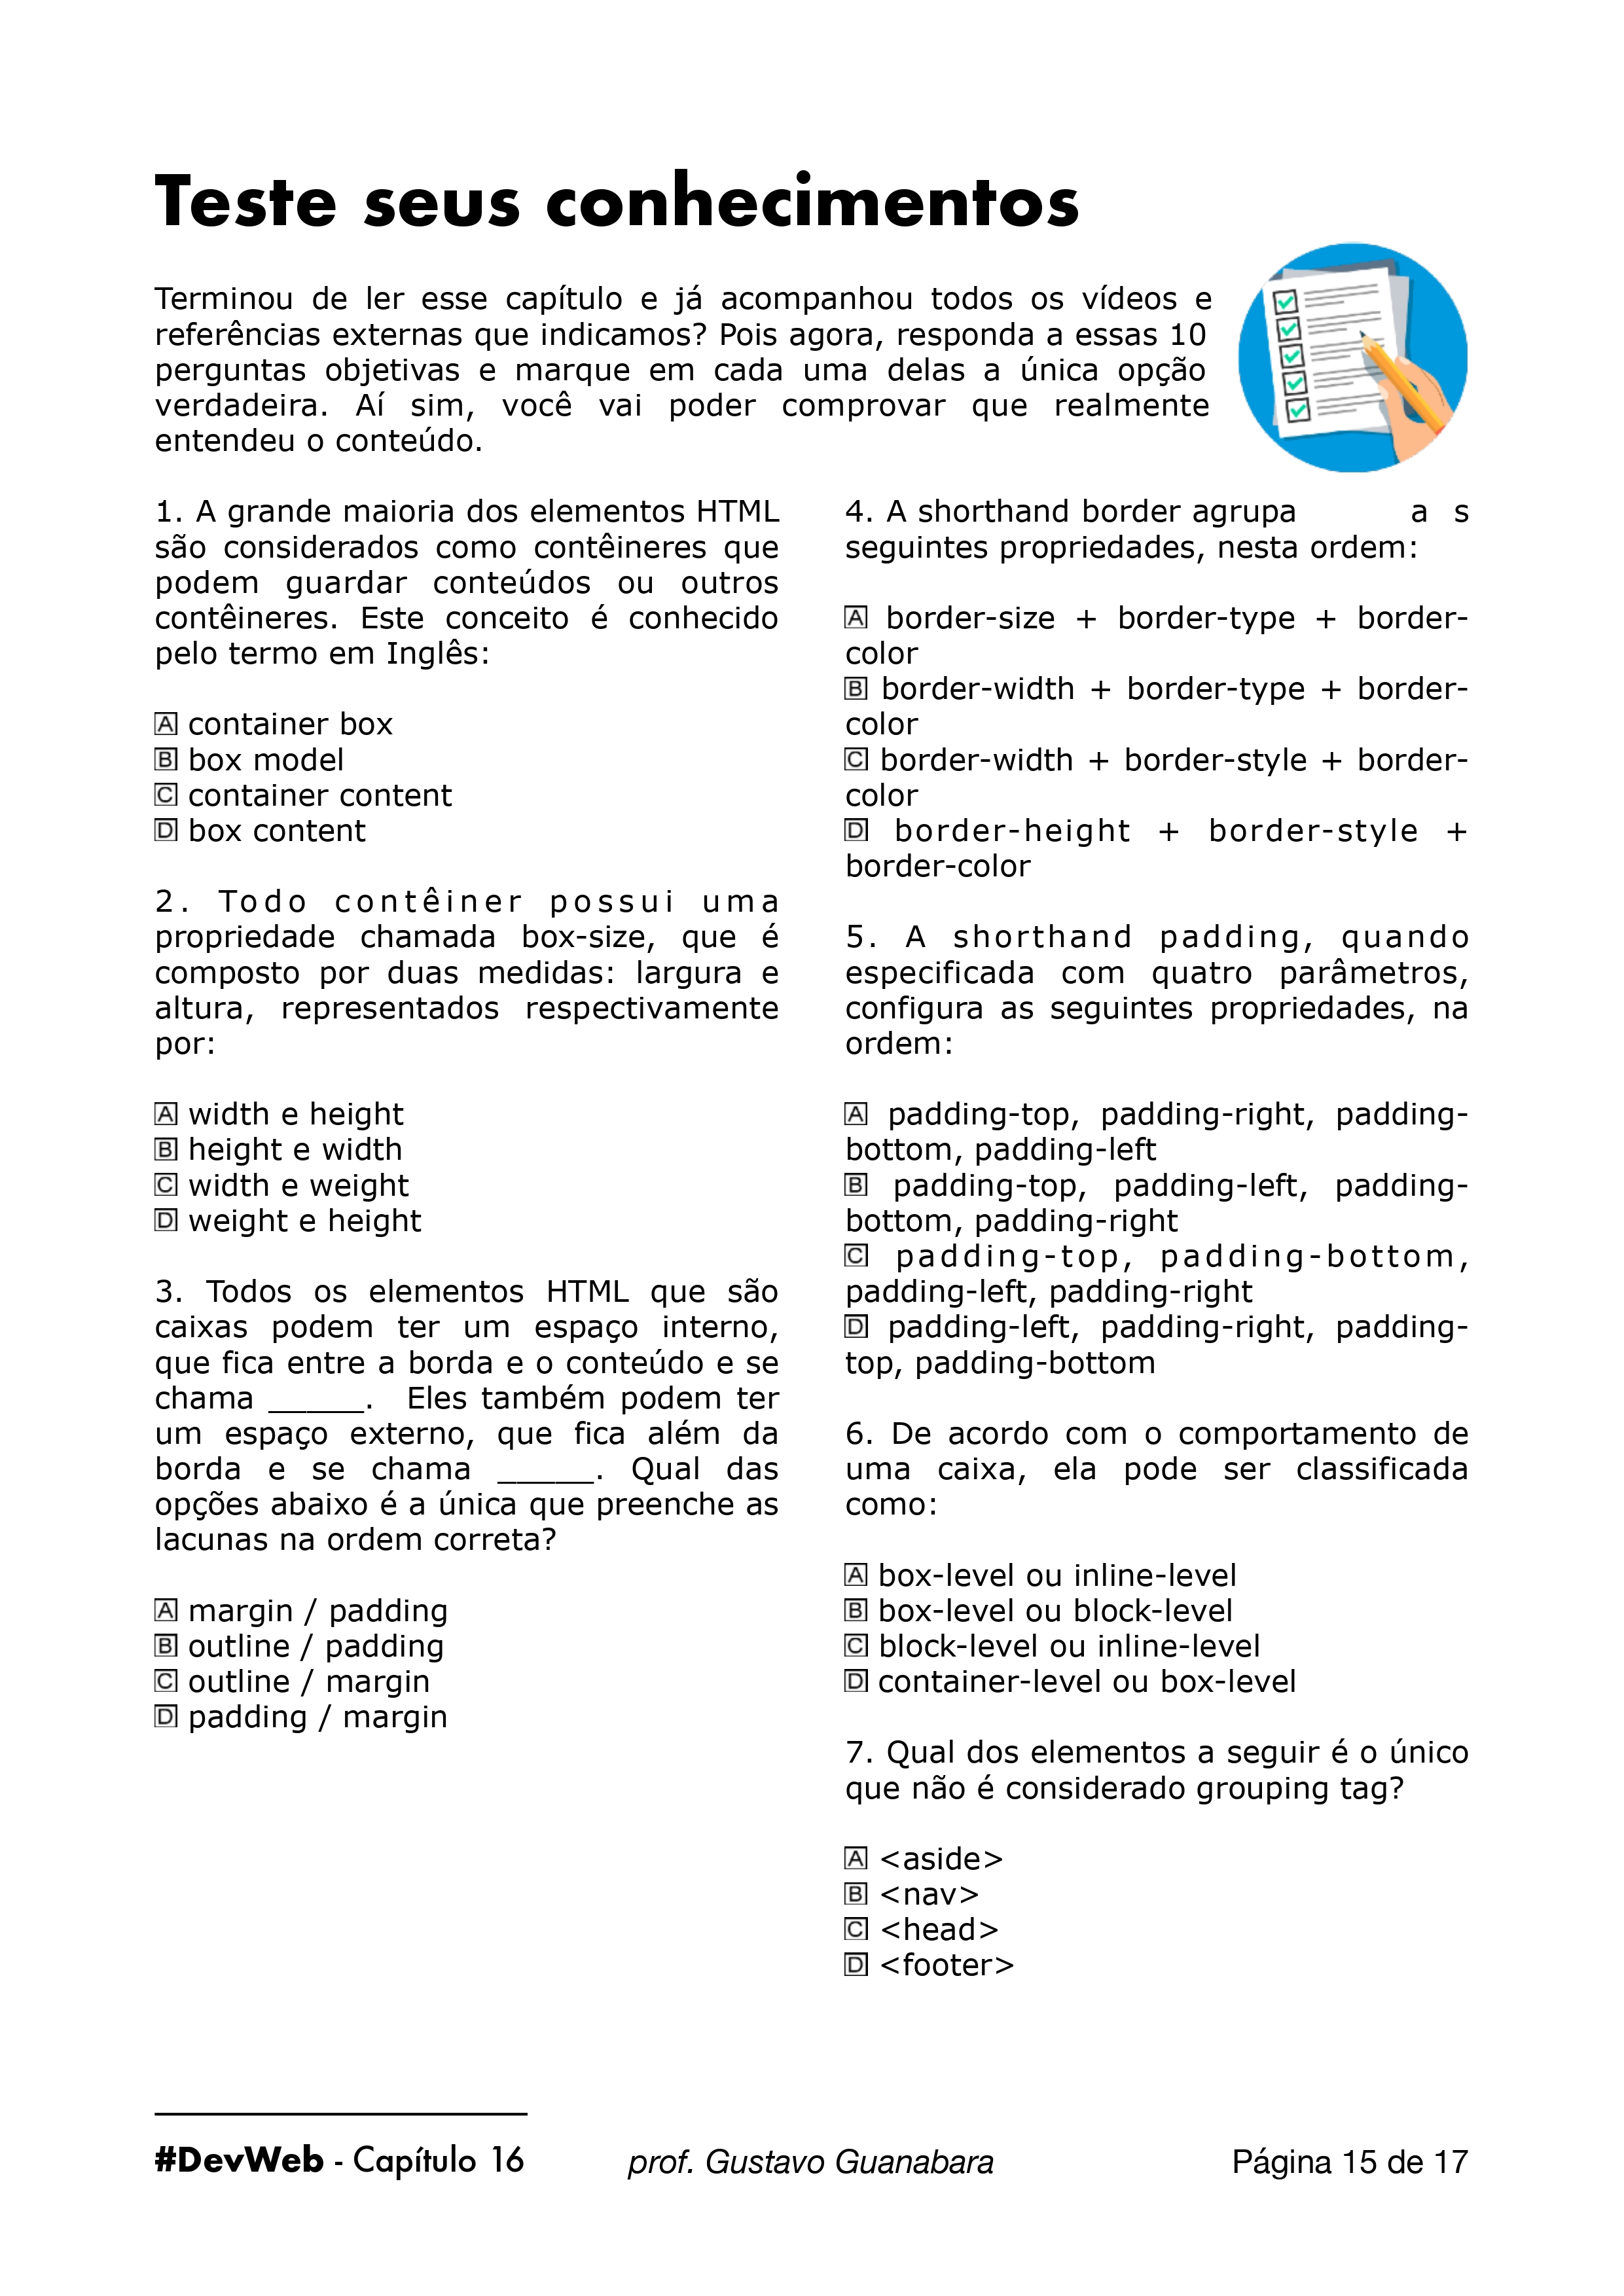 Teste seus conhecimentos
Terminou de ler esse capítulo e já acompanhou todos os vídeos e
referências externas que indicamos? Pois agora, responda a essas 10
perguntas objetivas e marque em cada uma delas a única opção
verdadeira. Aí sim, você vai poder comprovar que realmente
entendeu o conteúdo.
1. A grande maioria dos elementos HTML
são considerados como contêineres que
podem guardar conteúdos ou outros
contêineres. Este conceito é conhecido
pelo termo em Inglês:
A container box
B box model
C container content
D box content
2. Todo contêiner possui uma
propriedade chamada box-size, que é
composto por duas medidas: largura e
altura, representados respectivamente
por:
A width e height
B height e width
C width e weight
D weight e height
3. Todos os elementos HTML que são
caixas podem ter um espaço interno,
que fica entre a borda e o conteúdo e se
chama ______. Eles também podem ter
um espaço externo, que fica além da
borda e se chama ______. Qual das
opções abaixo é a única que preenche as
lacunas na ordem correta?
A margin / padding
B outline / padding
C outline / margin
D padding / margin
4. A shorthand border agrupa a s
seguintes propriedades, nesta ordem:
A border-size + border-type + border-
color
B border-width + border-type + border-
color
C border-width + border-style + border-
color
D border-height + border-style +
border-color
5. A shorthand padding, quando
especificada com quatro parâmetros,
configura as seguintes propriedades, na
ordem:
A padding-top, padding-right, padding-
bottom, padding-left
B padding-top, padding-left, padding-
bottom, padding-right
C padding-top, padding-bottom,
padding-left, padding-right
D padding-left, padding-right, padding-
top, padding-bottom
6. De acordo com o comportamento de
uma caixa, ela pode ser classificada
como:
A box-level ou inline-level
B box-level ou block-level
C block-level ou inline-level
D container-level ou box-level
7. Qual dos elementos a seguir é o único
que não é considerado grouping tag?
A <aside>
B <nav>
C <head>
D <footer>
#DevWeb - Capítulo 16 prof. Gustavo Guanabara Página 15 de 17